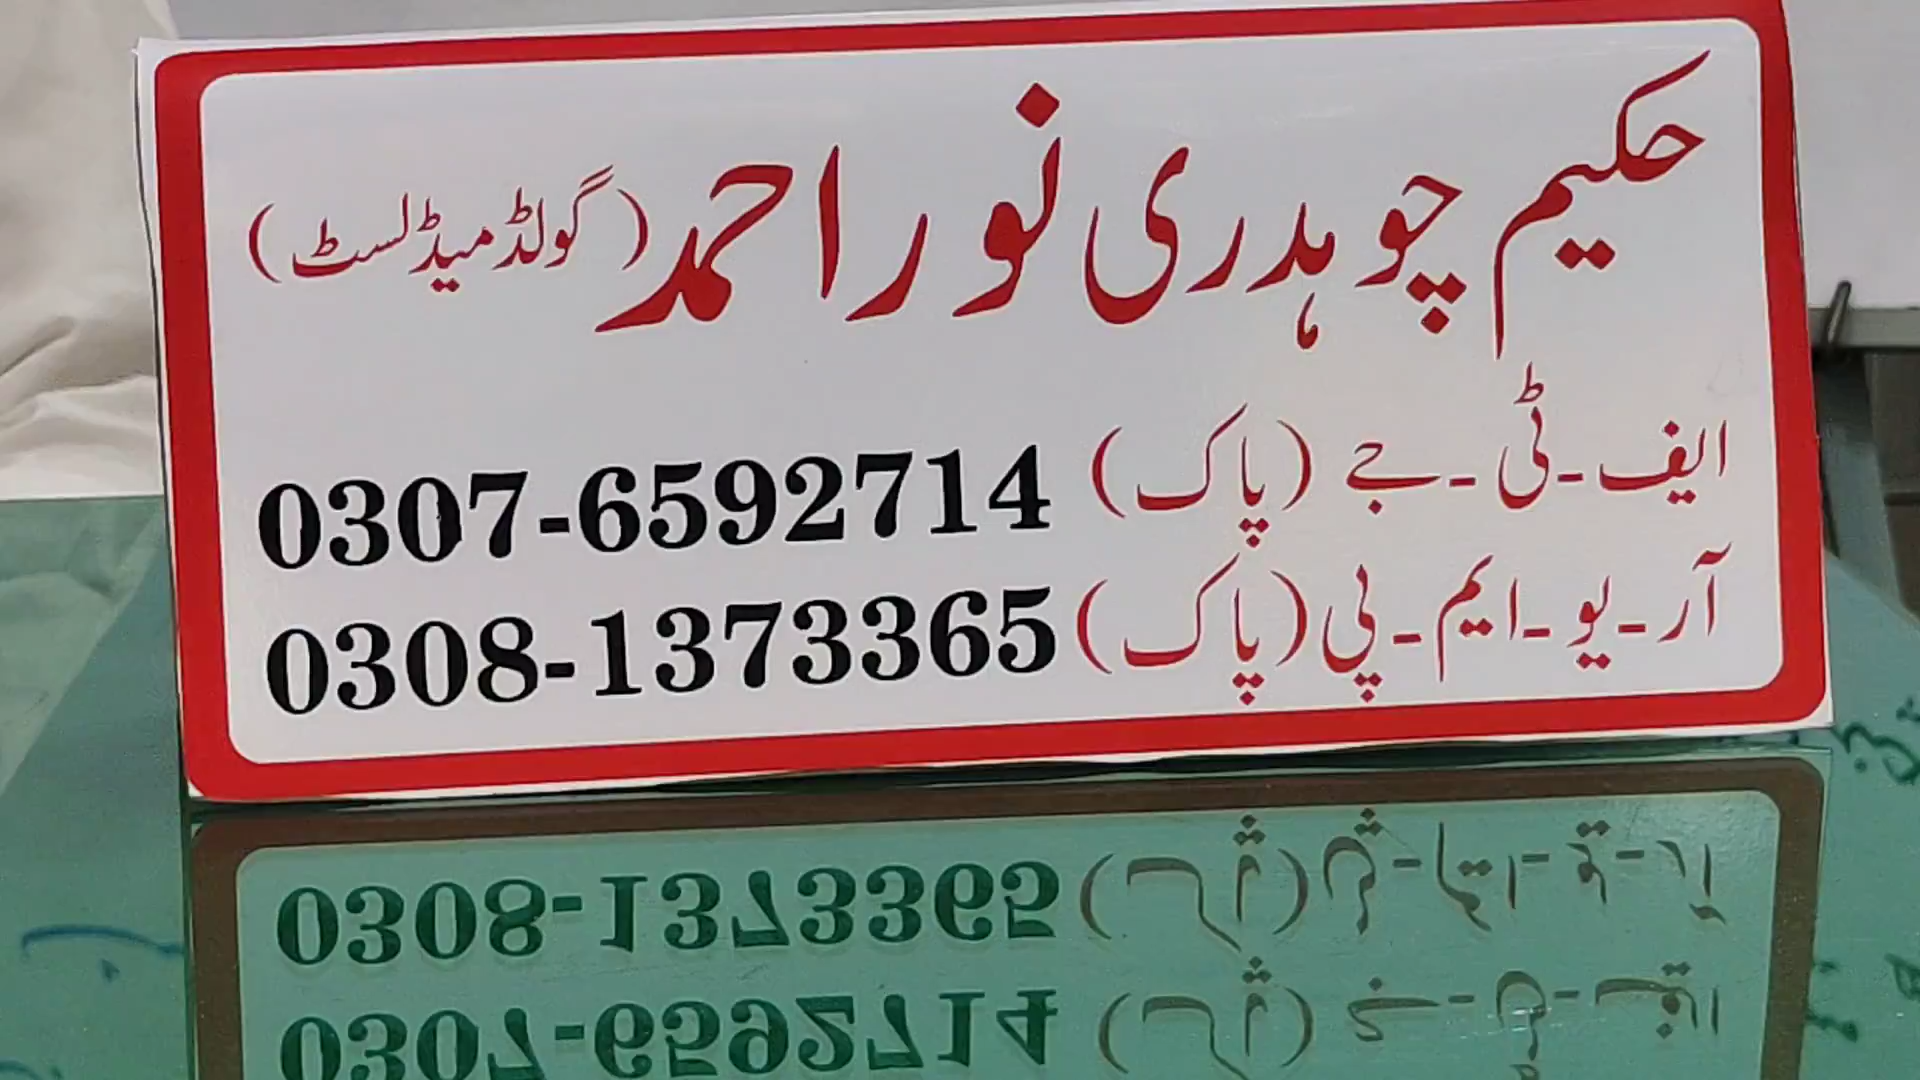 حکیم چوہدری نور احمد (گولڈ میڈلسٹ)
ایف-ٹی-جے (پاک) 0307-6592714
آر-یو-ایم-پی (پاک) 0308-1373365